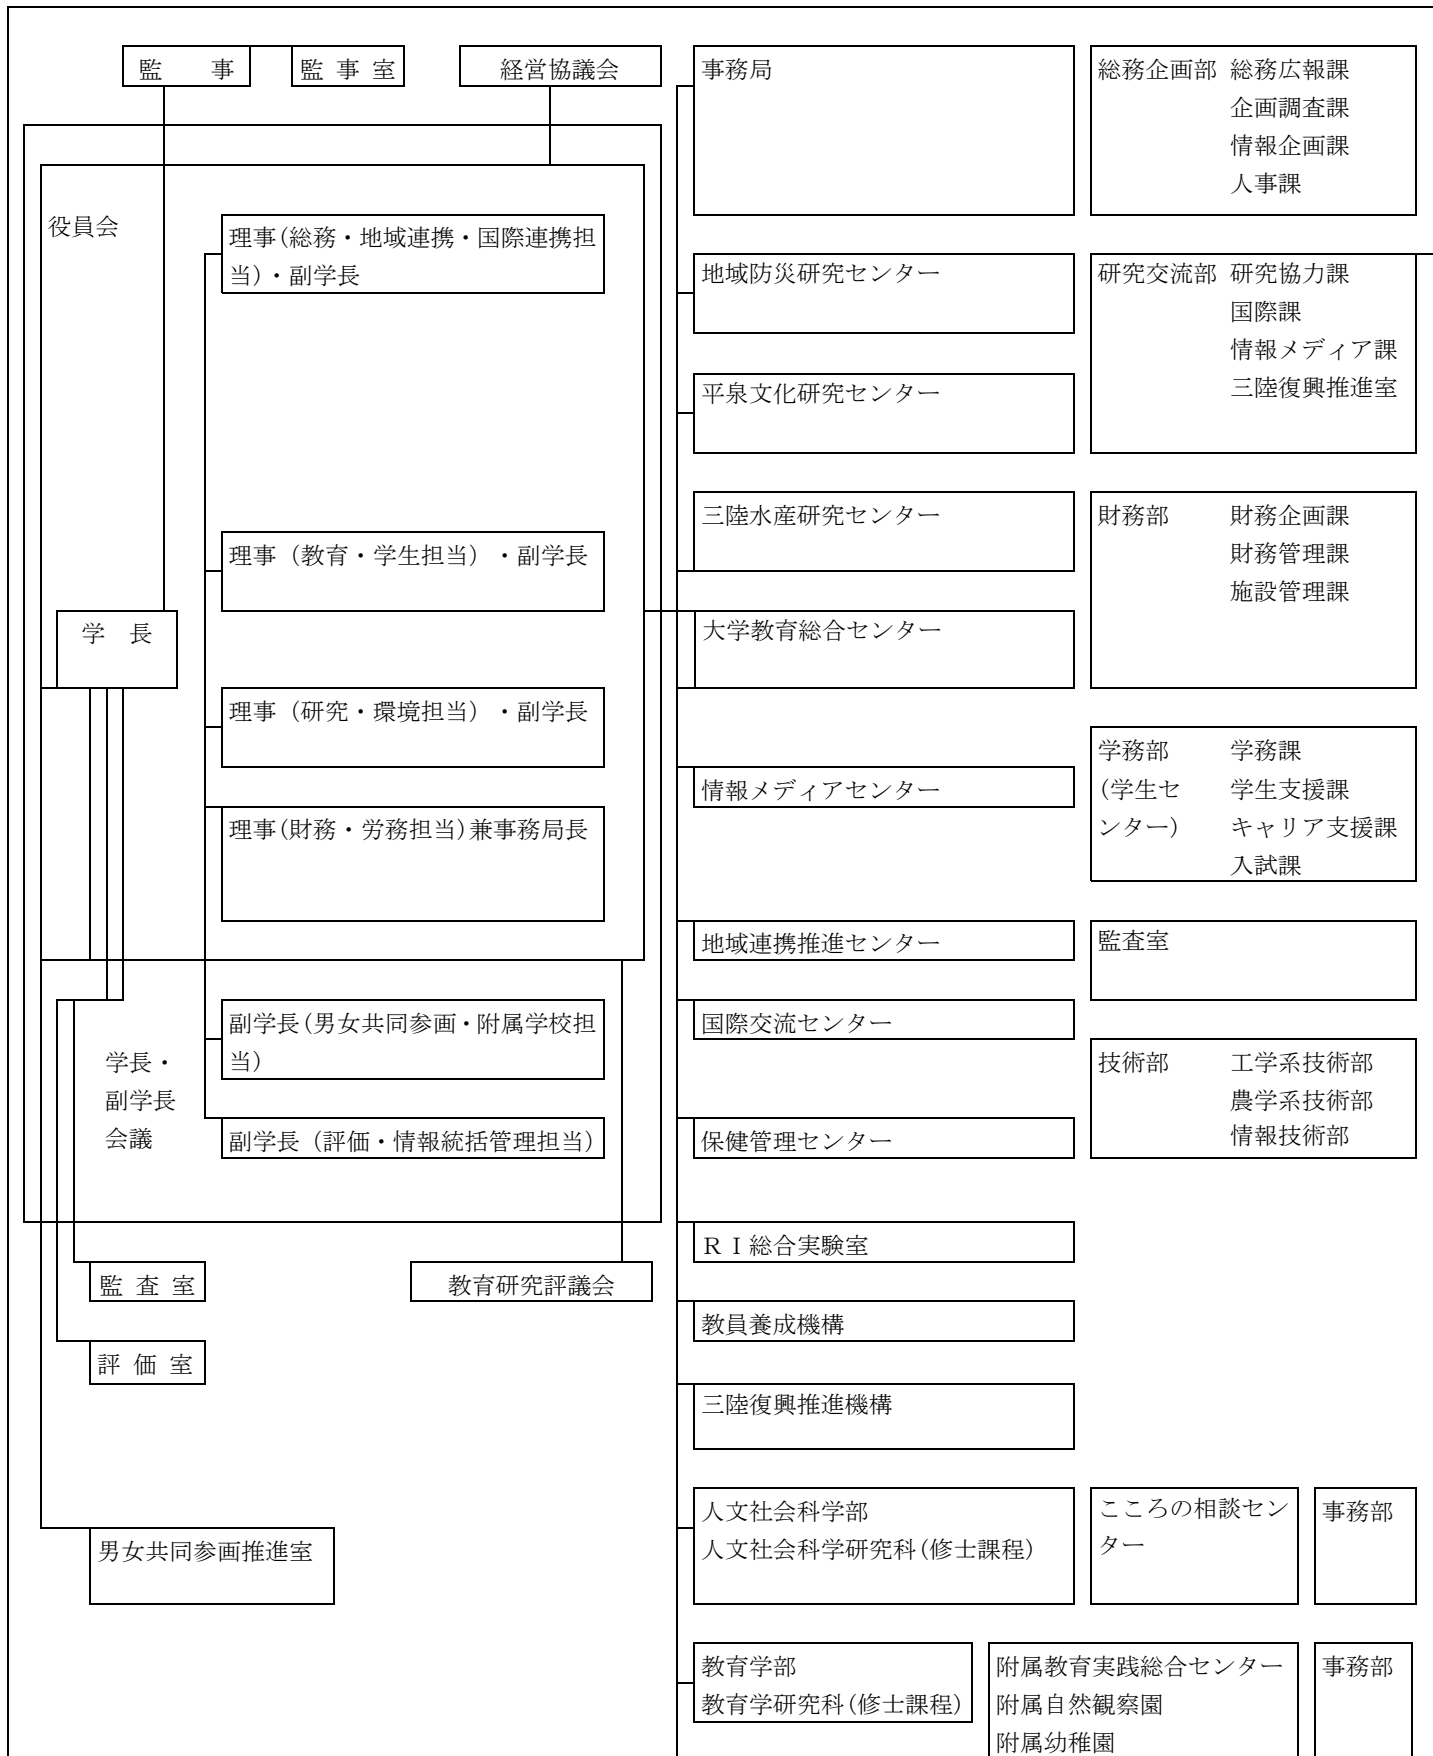 監　事
監 事 室
経営協議会
役員会
理事(総務・地域連携・国際連携担
当)・副学長
理事（教育・学生担当）・副学長
学　長
理事（研究・環境担当）・副学長
理事(財務・労務担当)兼事務局長
学長・
副学長
会議
副学長(男女共同参画・附属学校担
当)
副学長（評価・情報統括管理担当）
監 査 室
教育研究評議会
評 価 室
男女共同参画推進室
事務局
地域防災研究センター
平泉文化研究センター
三陸水産研究センター
大学教育総合センター
情報メディアセンター
地域連携推進センター
国際交流センター
保健管理センター
ＲＩ総合実験室
教員養成機構
三陸復興推進機構
人文社会科学部
人文社会科学研究科(修士課程)
教育学部
教育学研究科(修士課程)
総務企画部 総務広報課
企画調査課
情報企画課
人事課
研究交流部 研究協力課
国際課
情報メディア課
三陸復興推進室
財務部 財務企画課
財務管理課
施設管理課
学務部 学務課
(学生セ 学生支援課
ンター) キャリア支援課
入試課
監査室
技術部 工学系技術部
農学系技術部
情報技術部
こころの相談セン
ター
事務部
附属教育実践総合センター
附属自然観察園
附属幼稚園
事務部